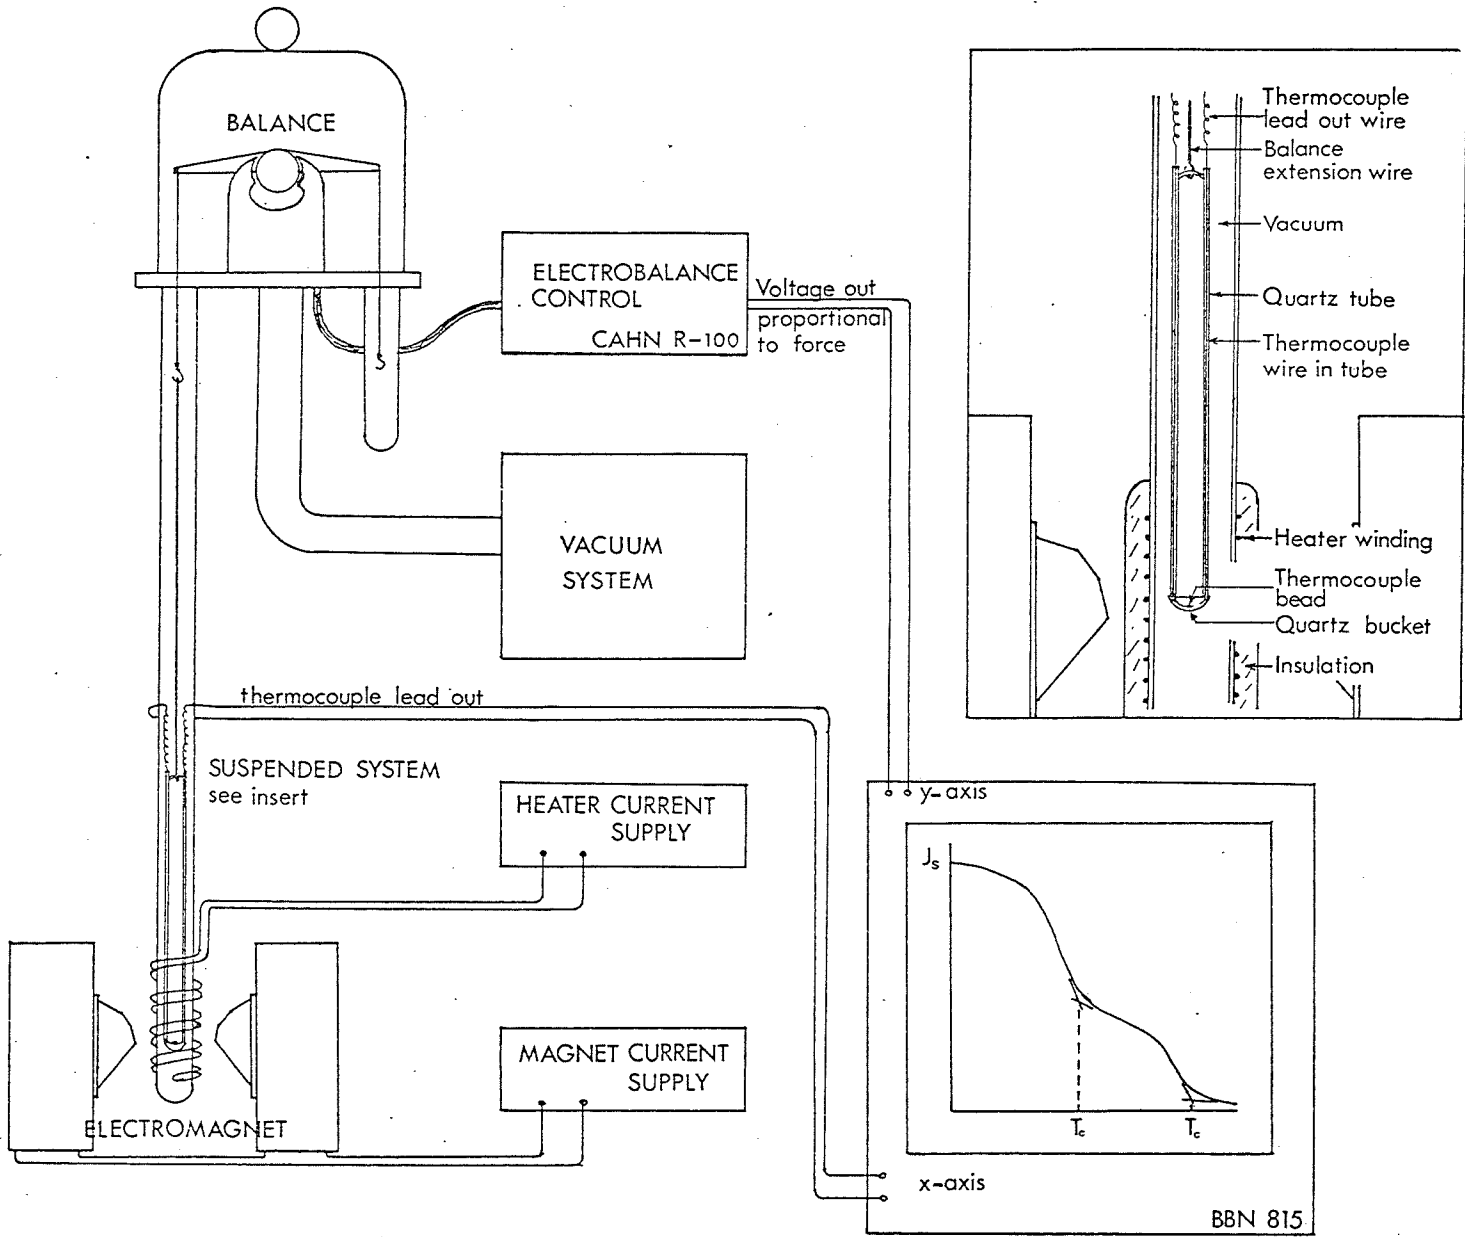 BALANCE
ELECTROBALANCE
CONTROL
CAHN R-100
Voltage out
proportional
to force
VACUUM
SYSTEM
thermocouple lead out
SUSPENDED SYSTEM
see insert
HEATER CURRENT
SUPPLY
MAGNET CURRENT
SUPPLY
ELECTROMAGNET
Thermocouple
lead out wire
Balance
extension wire
Vacuum
Quartz tube
Thermocouple
wire in tube
Heater winding
Thermocouple
bead
Quartz bucket
Insulation
y-axis
Js
Tc
Tc
x-axis
BBN 815